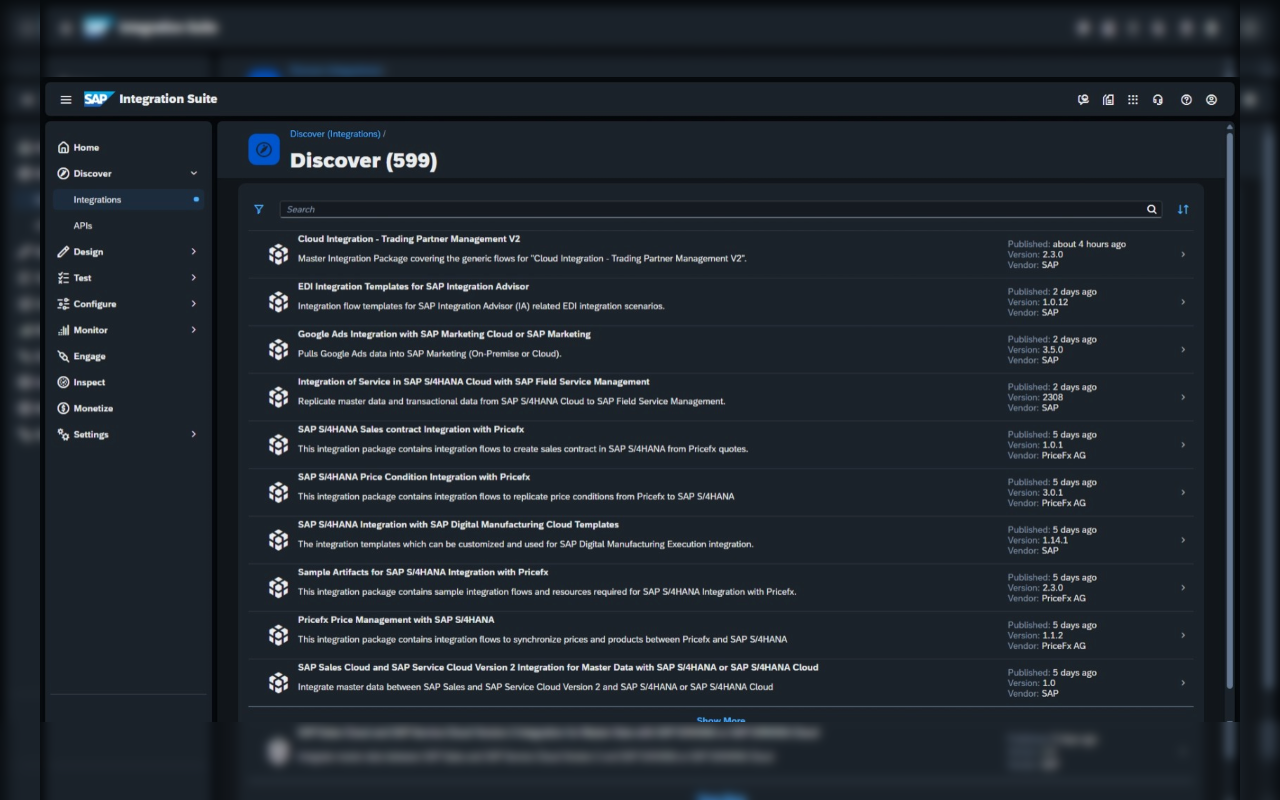 SAP Integration Suite
Home
Discover
Integrations
APIs
Design
Test
Configure
Monitor
Engage
Inspect
Monetize
Settings
Discover (Integrations) /
Discover (599)
Search
Cloud Integration - Trading Partner Management V2
Master Integration Package covering the generic flows for "Cloud Integration - Trading Partner Management V2".
Published: about 4 hours ago
Version: 2.3.0
Vendor: SAP
EDI Integration Templates for SAP Integration Advisor
Integration flow templates for SAP Integration Advisor (IA) related EDI integration scenarios.
Published: 2 days ago
Version: 1.0.12
Vendor: SAP
Google Ads Integration with SAP Marketing Cloud or SAP Marketing
Pulls Google Ads data into SAP Marketing (On-Premise or Cloud).
Published: 2 days ago
Version: 3.5.0
Vendor: SAP
Integration of Service in SAP S/4HANA Cloud with SAP Field Service Management
Replicate master data and transactional data from SAP S/4HANA Cloud to SAP Field Service Management.
Published: 2 days ago
Version: 2308
Vendor: SAP
SAP S/4HANA Sales contract Integration with Pricefx
This integration package contains integration flows to create sales contract in SAP S/4HANA from Pricefx quotes.
Published: 5 days ago
Version: 1.0.1
Vendor: PriceFx AG
SAP S/4HANA Price Condition Integration with Pricefx
This integration package contains integration flows to replicate price conditions from Pricefx to SAP S/4HANA
Published: 5 days ago
Version: 3.0.1
Vendor: PriceFx AG
SAP S/4HANA Integration with SAP Digital Manufacturing Cloud Templates
The integration templates which can be customized and used for SAP Digital Manufacturing Execution integration.
Published: 5 days ago
Version: 1.14.1
Vendor: SAP
Sample Artifacts for SAP S/4HANA Integration with Pricefx
This integration package contains sample integration flows and resources required for SAP S/4HANA Integration with Pricefx.
Published: 5 days ago
Version: 2.3.0
Vendor: PriceFx AG
Pricefx Price Management with SAP S/4HANA
This integration package contains integration flows to synchronize prices and products between Pricefx and SAP S/4HANA
Published: 5 days ago
Version: 1.1.2
Vendor: PriceFx AG
SAP Sales Cloud and SAP Service Cloud Version 2 Integration for Master Data with SAP S/4HANA or SAP S/4HANA Cloud
Integrate master data between SAP Sales and SAP Service Cloud Version 2 and SAP S/4HANA or SAP S/4HANA Cloud
Published: 5 days ago
Version: 1.0
Vendor: SAP
Show More